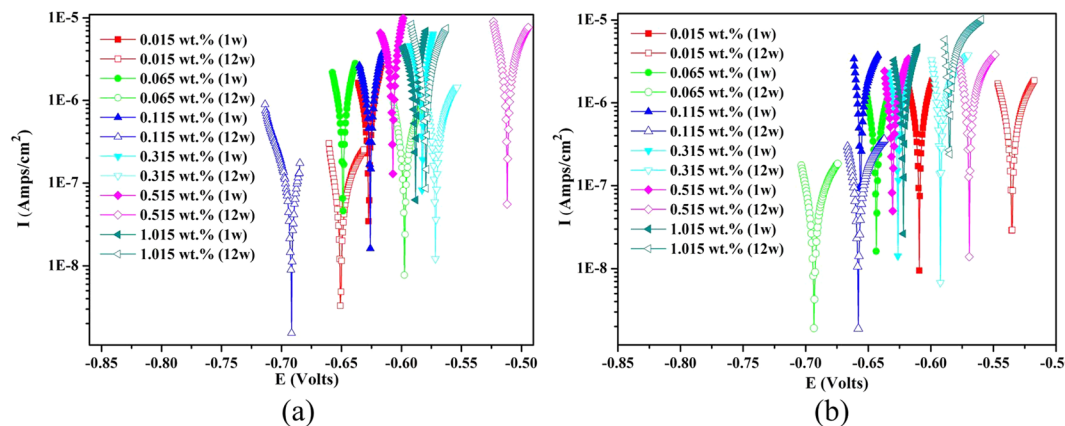 1E-5
1E-6
1E-7
1E-8
I (Amps/cm²)
0.015 wt.% (1w)
0.015 wt.% (12w)
0.065 wt.% (1w)
0.065 wt.% (12w)
0.115 wt.% (1w)
0.115 wt.% (12w)
0.315 wt.% (1w)
0.315 wt.% (12w)
0.515 wt.% (1w)
0.515 wt.% (12w)
1.015 wt.% (1w)
1.015 wt.% (12w)
-0.85 -0.80 -0.75 -0.70 -0.65 -0.60 -0.55 -0.50
E (Volts)
(a)
1E-5
1E-6
1E-7
1E-8
I (Amps/cm²)
0.015 wt.% (1w)
0.015 wt.% (12w)
0.065 wt.% (1w)
0.065 wt.% (12w)
0.115 wt.% (1w)
0.115 wt.% (12w)
0.315 wt.% (1w)
0.315 wt.% (12w)
0.515 wt.% (1w)
0.515 wt.% (12w)
1.015 wt.% (1w)
1.015 wt.% (12w)
-0.85 -0.80 -0.75 -0.70 -0.65 -0.60 -0.55 -0.5
E (Volts)
(b)